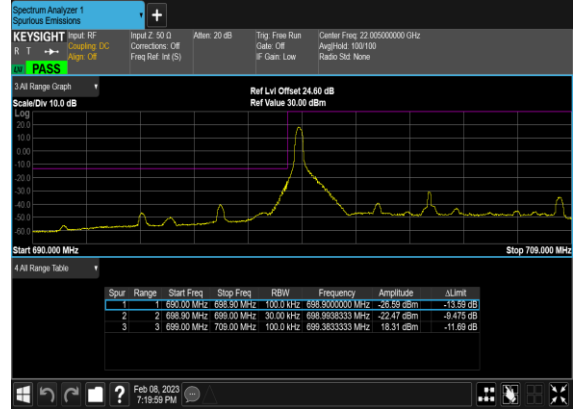 Spectrum Analyzer 1
Spurious Emissions
+
KEYSIGHT Input: RF Input Z: 50 Ω Atten: 20 dB Trig: Free Run Center Freq: 22.005000000 GHz
R T Coupling: DC Corrections: Off Gate: Off Avg|Hold: 100/100
Align: Off Freq Ref: Int (S) IF Gain: Low Radio Std: None
PASS
3 All Range Graph Ref Lvl Offset 24.60 dB
Scale/Div 10.0 dB Ref Value 30.00 dBm
Log
20.0
10.0
0.00
-10.0
-20.0
-30.0
-40.0
-50.0
-60.0
Start 690.000 MHz Stop 709.000 MHz
4 All Range Table
Spur Range Start Freq Stop Freq RBW Frequency Amplitude ΔLimit
1 1 690.00 MHz 698.90 MHz 100.0 kHz 698.9000000 MHz -26.59 dBm -13.59 dB
2 2 698.90 MHz 699.00 MHz 30.00 kHz 698.9938333 MHz -22.47 dBm -9.475 dB
3 3 699.00 MHz 709.00 MHz 100.0 kHz 699.3833333 MHz 18.31 dBm -11.69 dB
? Feb 08, 2023
7:19:59 PM